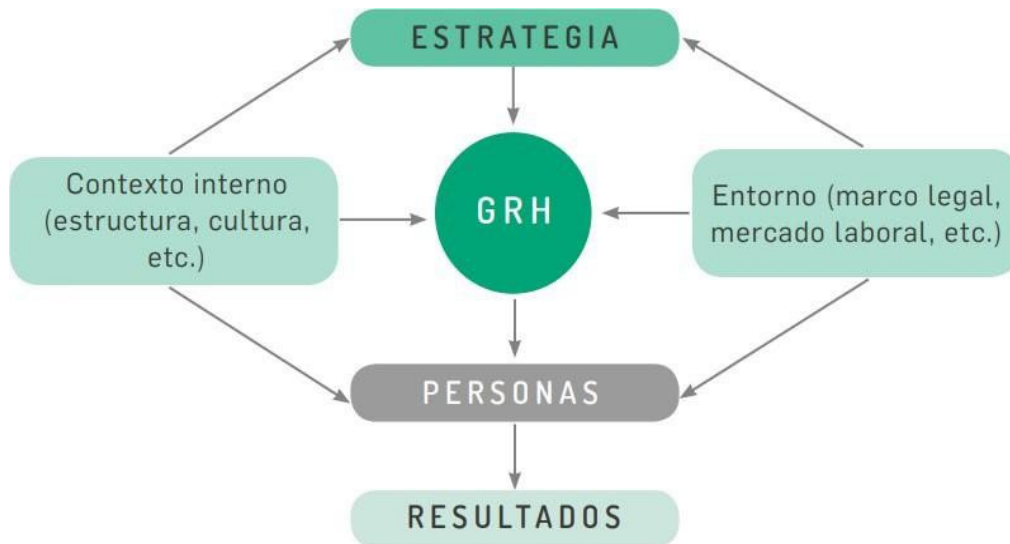 ESTRATEGIA
Contexto interno
(estructura, cultura,
etc.)
GRH
Entorno (marco legal,
mercado laboral, etc.)
PERSONAS
RESULTADOS